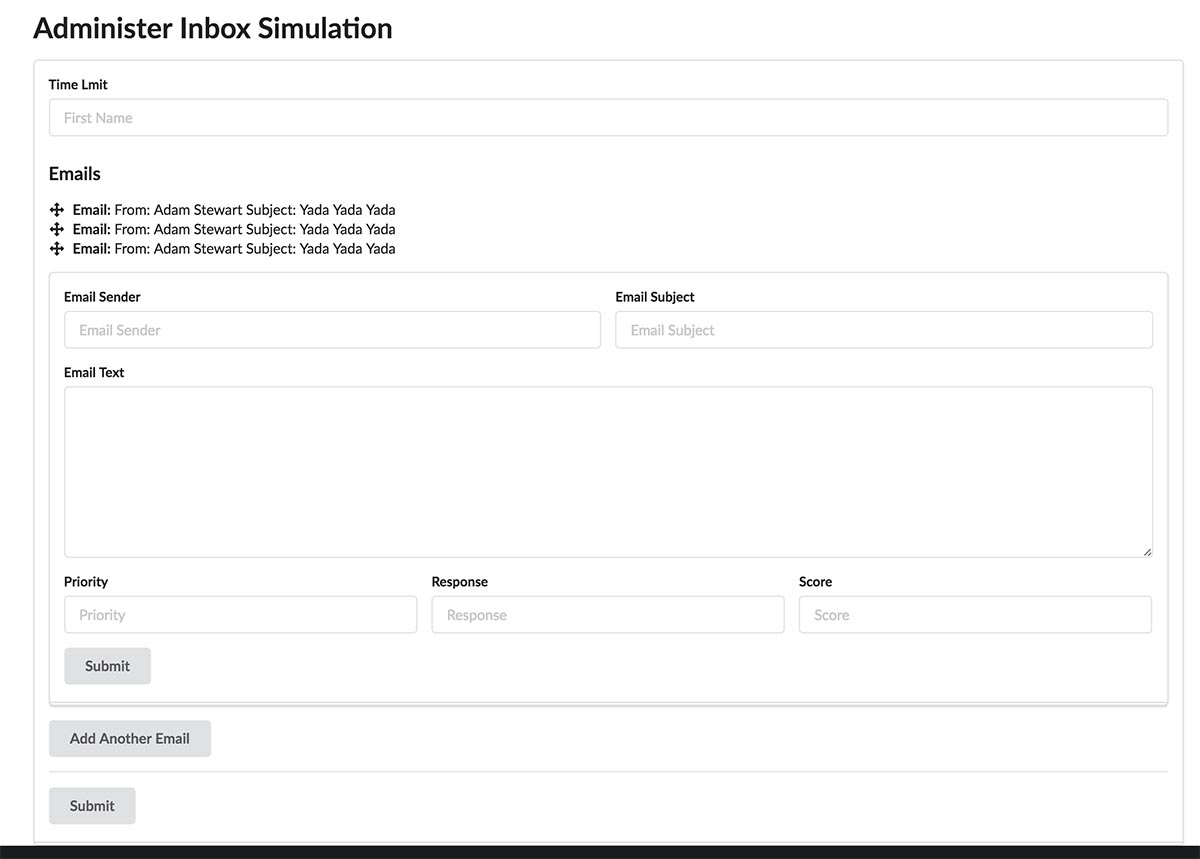 Administer Inbox Simulation
Time Lmit
First Name
Emails
Email: From: Adam Stewart Subject: Yada Yada Yada
Email: From: Adam Stewart Subject: Yada Yada Yada
Email: From: Adam Stewart Subject: Yada Yada Yada
Email Sender Email Subject
Email Sender Email Subject
Email Text
Priority Response Score
Priority Response Score
Submit
Add Another Email
Submit